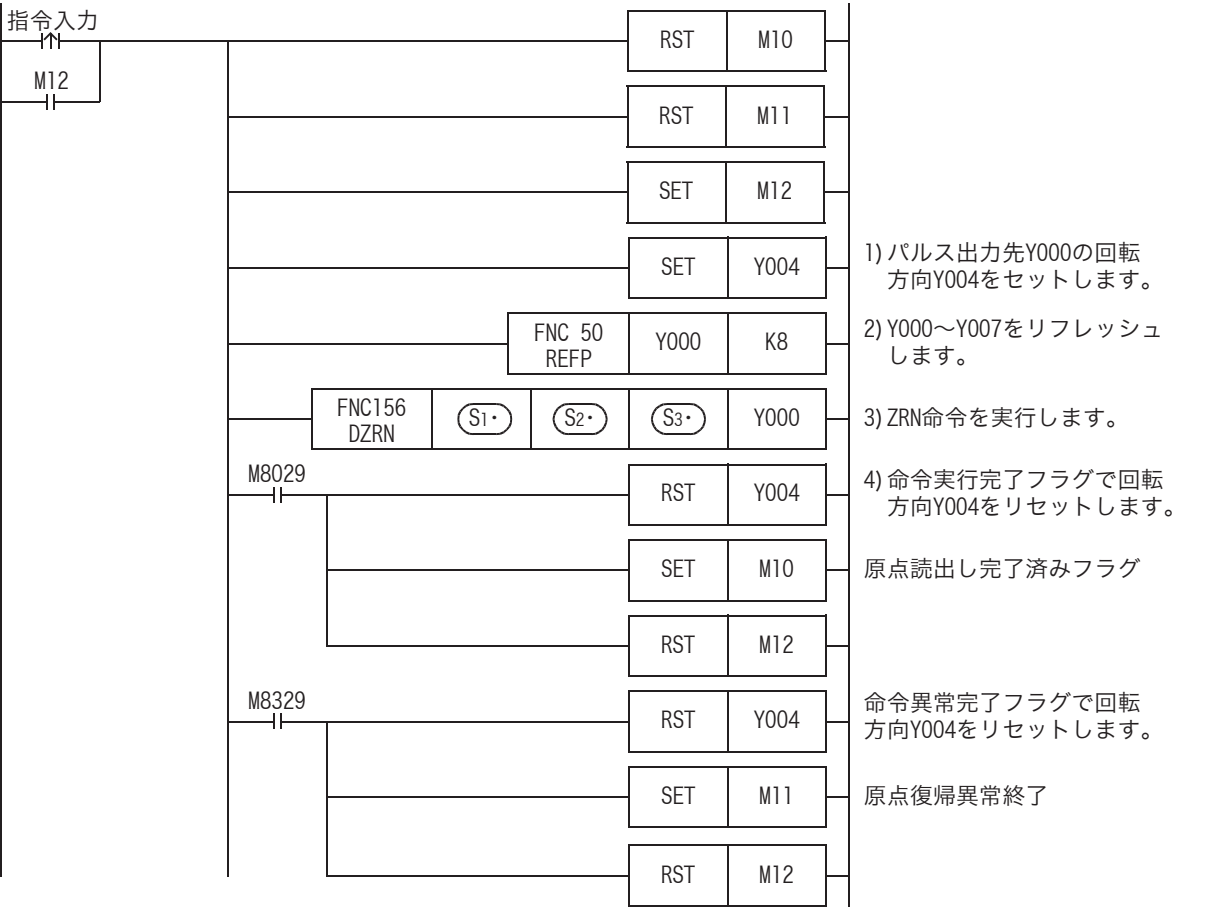 指令入力
RST M10
M12
RST M11
SET M12
SET Y004
1) パルス出力先Y000の回転
方向Y004をセットします。
FNC 50
REFP
Y000 K8
2) Y000～Y007をリフレッシュ
します。
FNC156
DZRN
S1・ S2・ S3・ Y000
3) ZRN命令を実行します。
M8029
RST Y004
4) 命令実行完了フラグで回転
方向Y004をリセットします。
SET M10
原点読出し完了済みフラグ
RST M12
M8329
RST Y004
命令異常完了フラグで回転
方向Y004をリセットします。
SET M11
原点復帰異常終了
RST M12